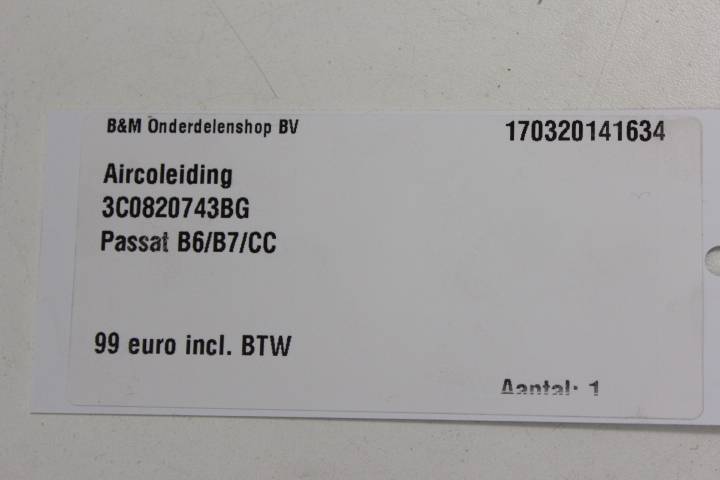 B&M Onderdelenshop BV 170320141634
Aircoleiding
3C0820743BG
Passat B6/B7/CC
99 euro incl. BTW
Aantal: 1